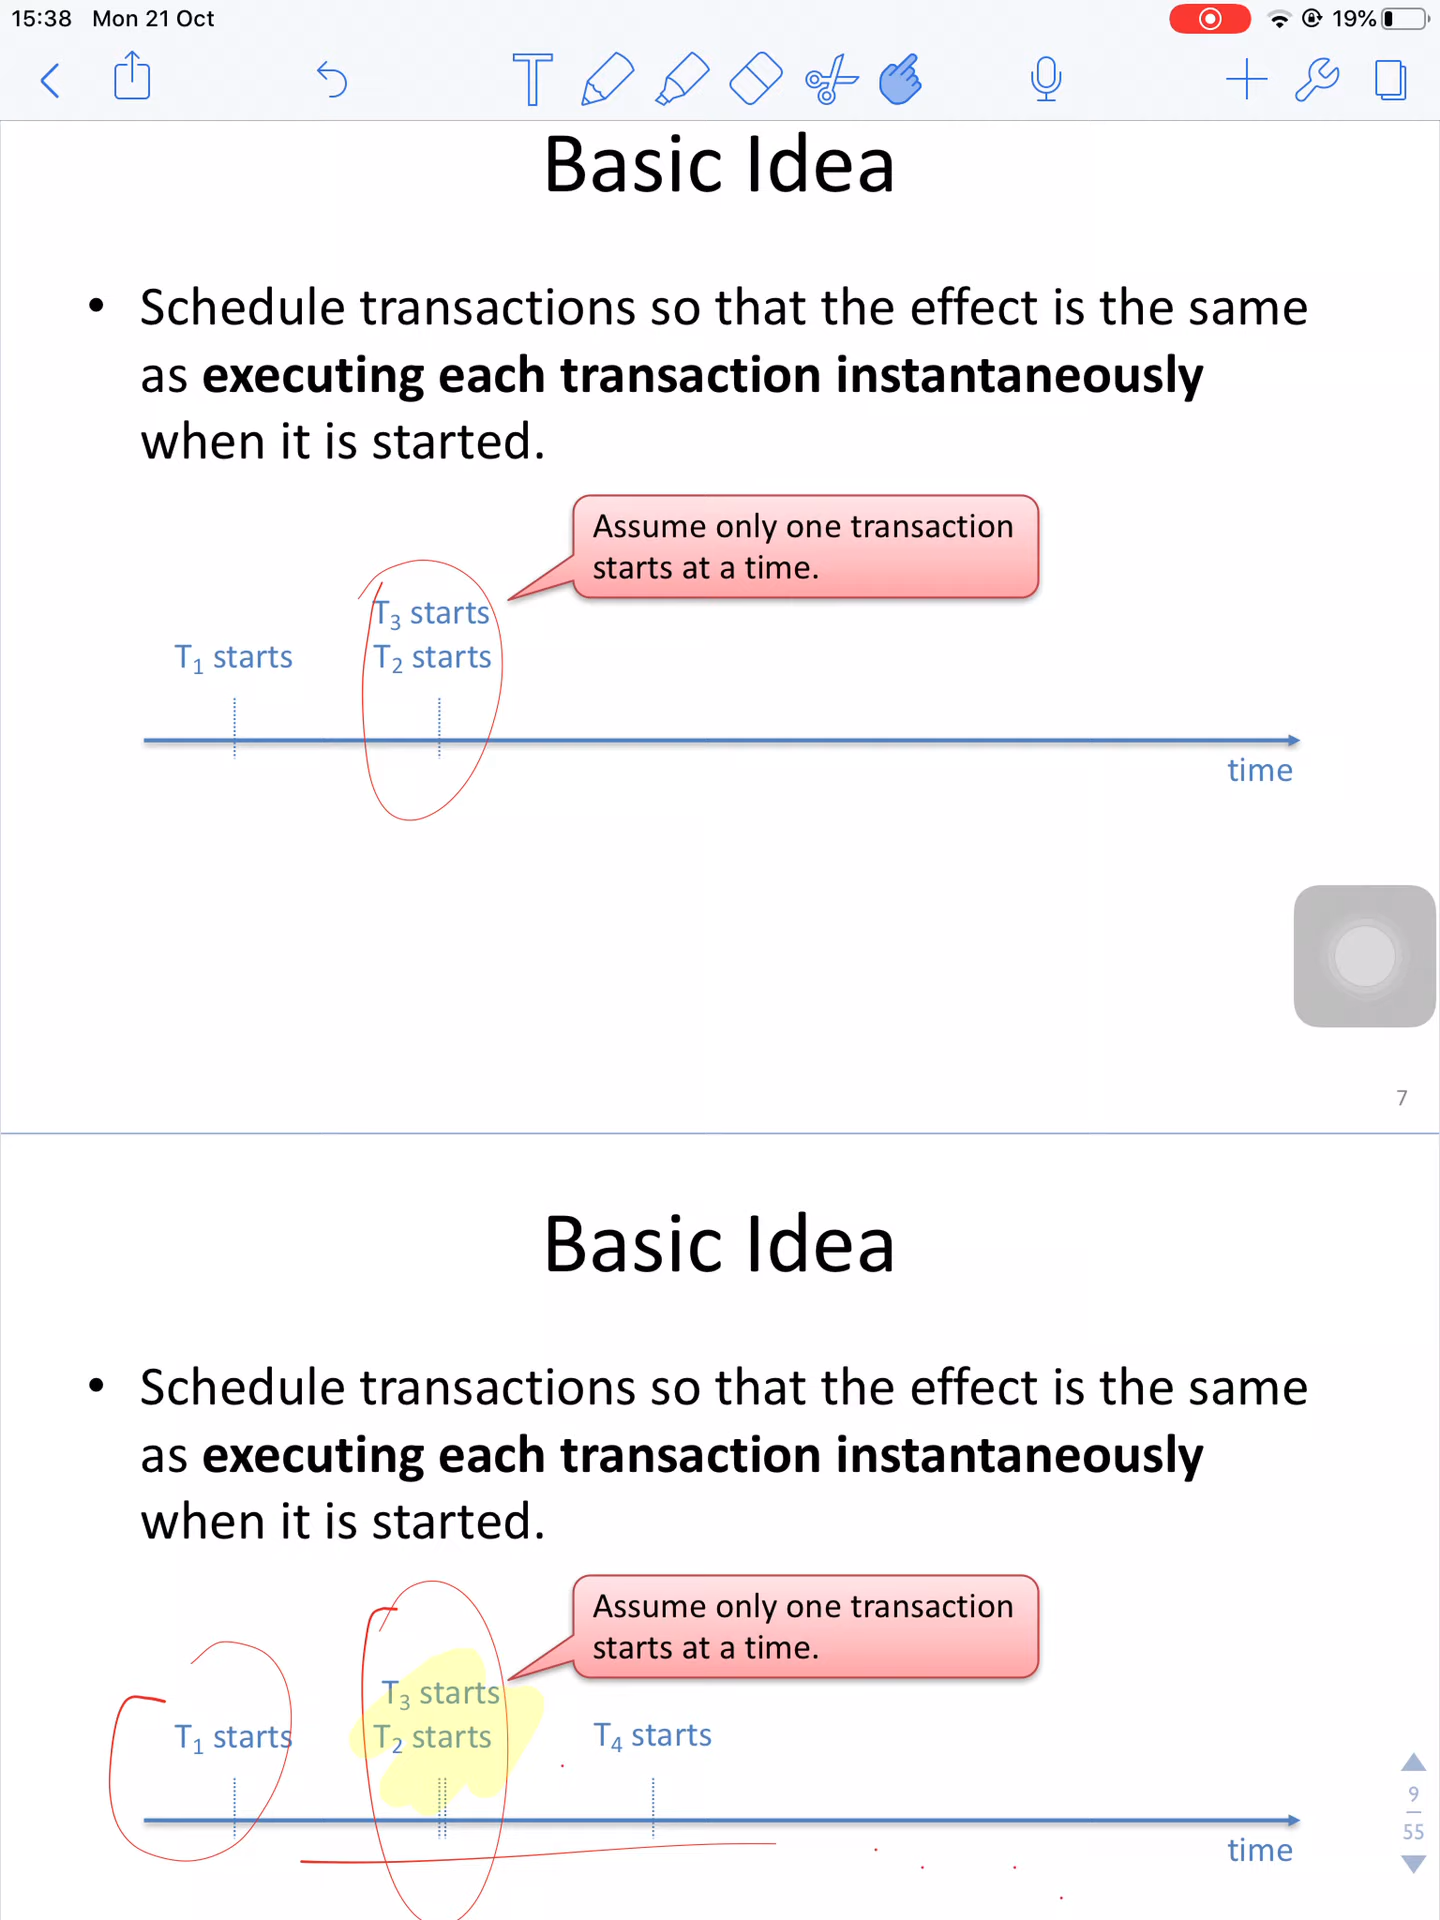 15:38 Mon 21 Oct 19%
T
Basic Idea
• Schedule transactions so that the effect is the same
as executing each transaction instantaneously
when it is started.
Assume only one transaction
starts at a time.
T₃ starts
T₁ starts T₂ starts
time
7
Basic Idea
• Schedule transactions so that the effect is the same
as executing each transaction instantaneously
when it is started.
Assume only one transaction
starts at a time.
T₃ starts
T₁ starts T₂ starts T₄ starts
9
55
time